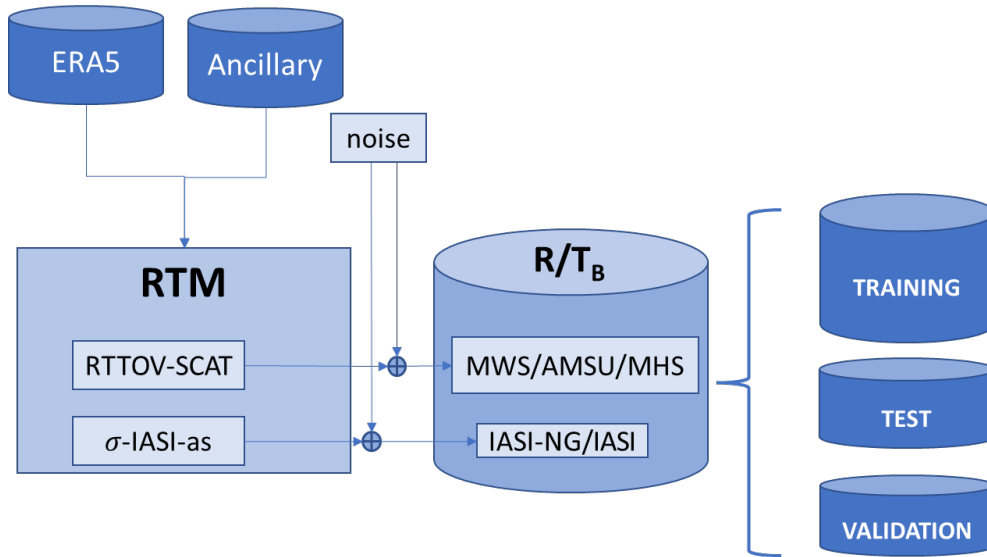 ERA5
Ancillary
noise
RTM
R/T_B
RTTOV-SCAT
MWS/AMSU/MHS
σ-IASI-as
IASI-NG/IASI
TRAINING
TEST
VALIDATION